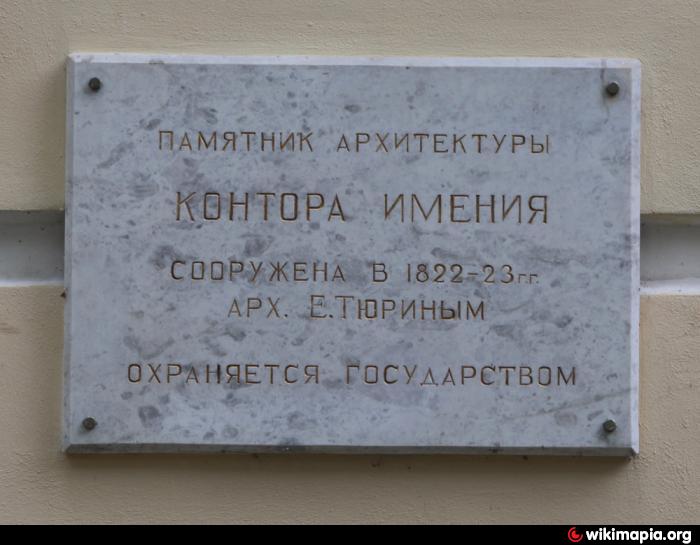 ПАМЯТНИК АРХИТЕКТУРЫ
КОНТОРА ИМЕНИЯ
СООРУЖЕНА В 1822-23гг.
АРХ. Е.ТЮРИНЫМ
ОХРАНЯЕТСЯ ГОСУДАРСТВОМ
wikimapia.org